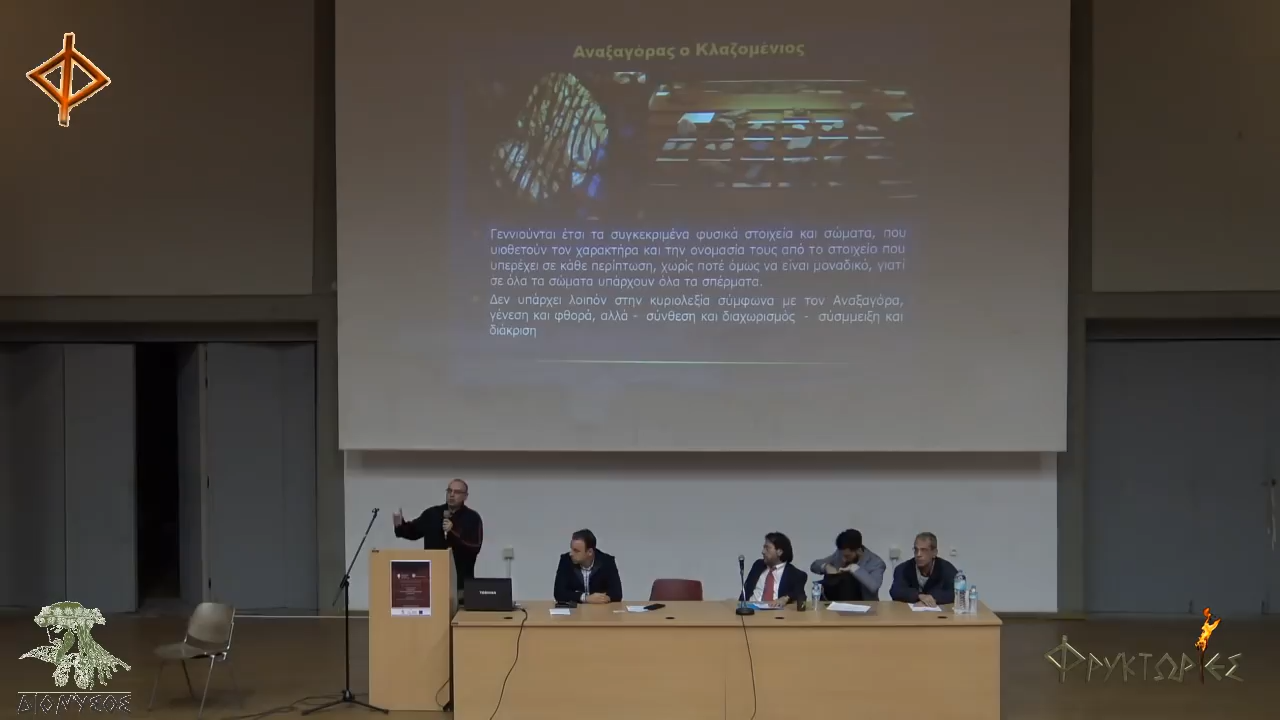 Αναξαγόρας ο Κλαζομένιος
Γεννιούνται έτσι τα συγκεκριμένα φυσικά στοιχεία και σώματα, που
υιοθετούν τον χαρακτήρα και την ονομασία τους από το στοιχείο που
υπερέχει σε κάθε περίπτωση, χωρίς ποτέ όμως να είναι μοναδικό, γιατί
σε όλα τα σώματα υπάρχουν όλα τα σπέρματα.
Δεν υπάρχει λοιπόν στην κυριολεξία σύμφωνα με τον Αναξαγόρα,
γένεση και φθορά, αλλά - σύνθεση και διαχωρισμός - σύσμμειξη και
διάκριση
TOSHIBA
ΔΙΟΝΥΣΟΣ
ΦΡΥΚΤΩΡΙΕΣ